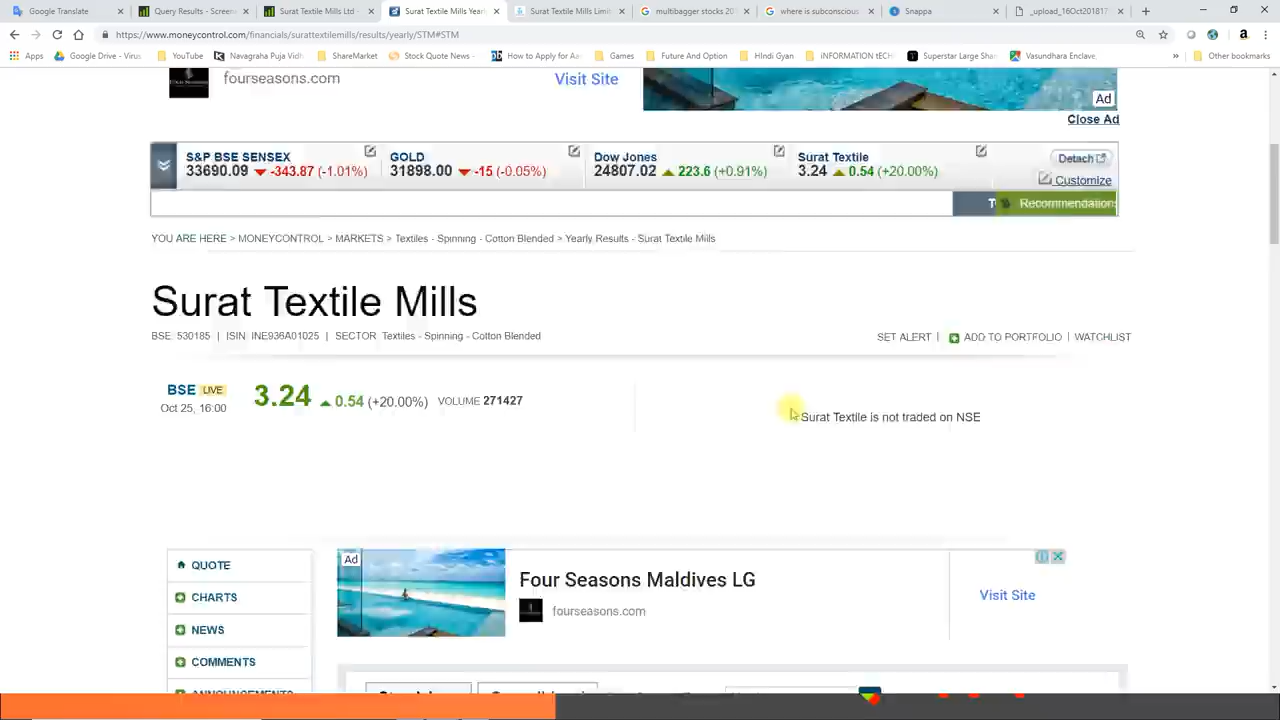 Google Translate
Query Results - Screen
Surat Textile Mills Ltd -
Surat Textile Mills Yearl
Surat Textile Mills Limit
multibagger stocks 201
where is subconscious
Snappa
_upload_16Oct201817
https://www.moneycontrol.com/financials/surattextilemills/results/yearly/STM#STM
Apps
Google Drive - Virus
YouTube
Navagraha Puja Vidh
ShareMarket
Stock Quote News -
How to Apply for Aa
Games
Future And Option
HIndi Gyan
iNFORMATION tECH
Superstar Large Shar
Vasundhara Enclave,
Other bookmarks
fourseasons.com
Visit Site
Ad
Close Ad
S&P BSE SENSEX
33690.09 -343.87 (-1.01%)
GOLD
31898.00 -15 (-0.05%)
Dow Jones
24807.02 223.6 (+0.91%)
Surat Textile
3.24 0.54 (+20.00%)
Detach
Customize
Recommendations
YOU ARE HERE > MONEYCONTROL > MARKETS > Textiles - Spinning - Cotton Blended > Yearly Results - Surat Textile Mills
Surat Textile Mills
BSE: 530185 | ISIN: INE936A01025 | SECTOR: Textiles - Spinning - Cotton Blended
SET ALERT | ADD TO PORTFOLIO | WATCHLIST
BSE LIVE
Oct 25, 16:00
3.24 0.54 (+20.00%) VOLUME 271427
Surat Textile is not traded on NSE
QUOTE
CHARTS
NEWS
COMMENTS
ANNOUNCEMENTS
Ad
Four Seasons Maldives LG
fourseasons.com
Visit Site